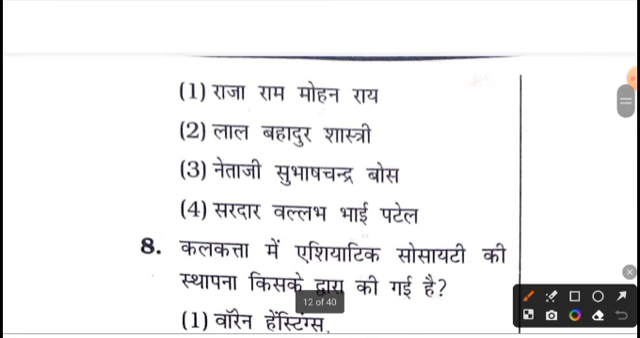 (1) राजा राम मोहन राय
(2) लाल बहादुर शास्त्री
(3) नेताजी सुभाषचन्द्र बोस
(4) सरदार वल्लभ भाई पटेल
8. कलकत्ता में एशियाटिक सोसायटी की
स्थापना किसके द्वारा की गई है?
12 of 40
(1) वॉरेन हेंस्टिंग्स,